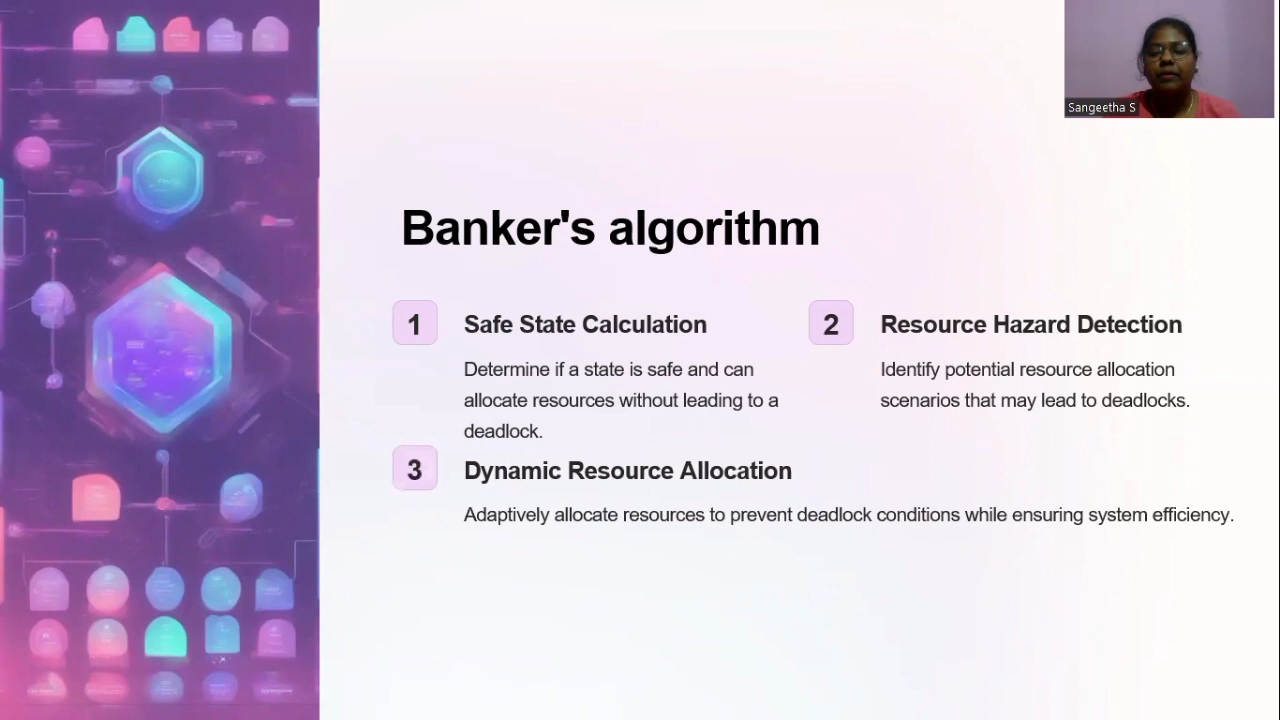 Sangeetha S
Banker's algorithm
1
Safe State Calculation
Determine if a state is safe and can
allocate resources without leading to a
deadlock.
2
Resource Hazard Detection
Identify potential resource allocation
scenarios that may lead to deadlocks.
3
Dynamic Resource Allocation
Adaptively allocate resources to prevent deadlock conditions while ensuring system efficiency.